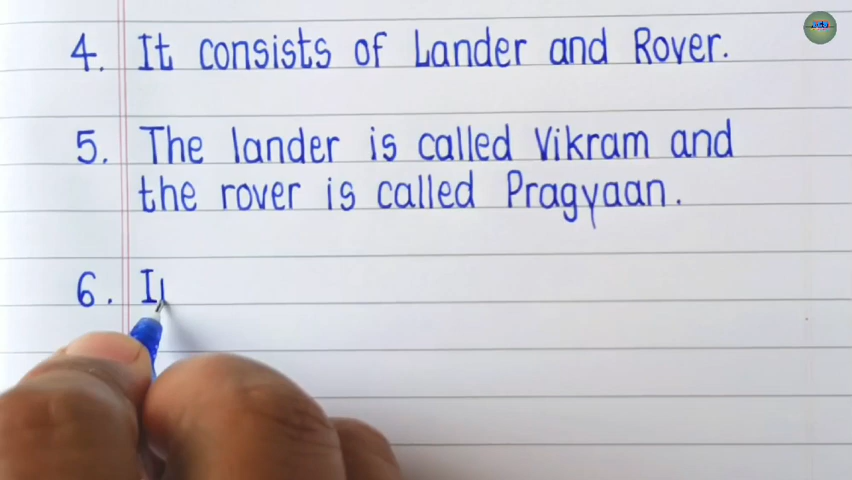 4. It consists of Lander and Rover.
5. The lander is called Vikram and
the rover is called Pragyaan.
6. I